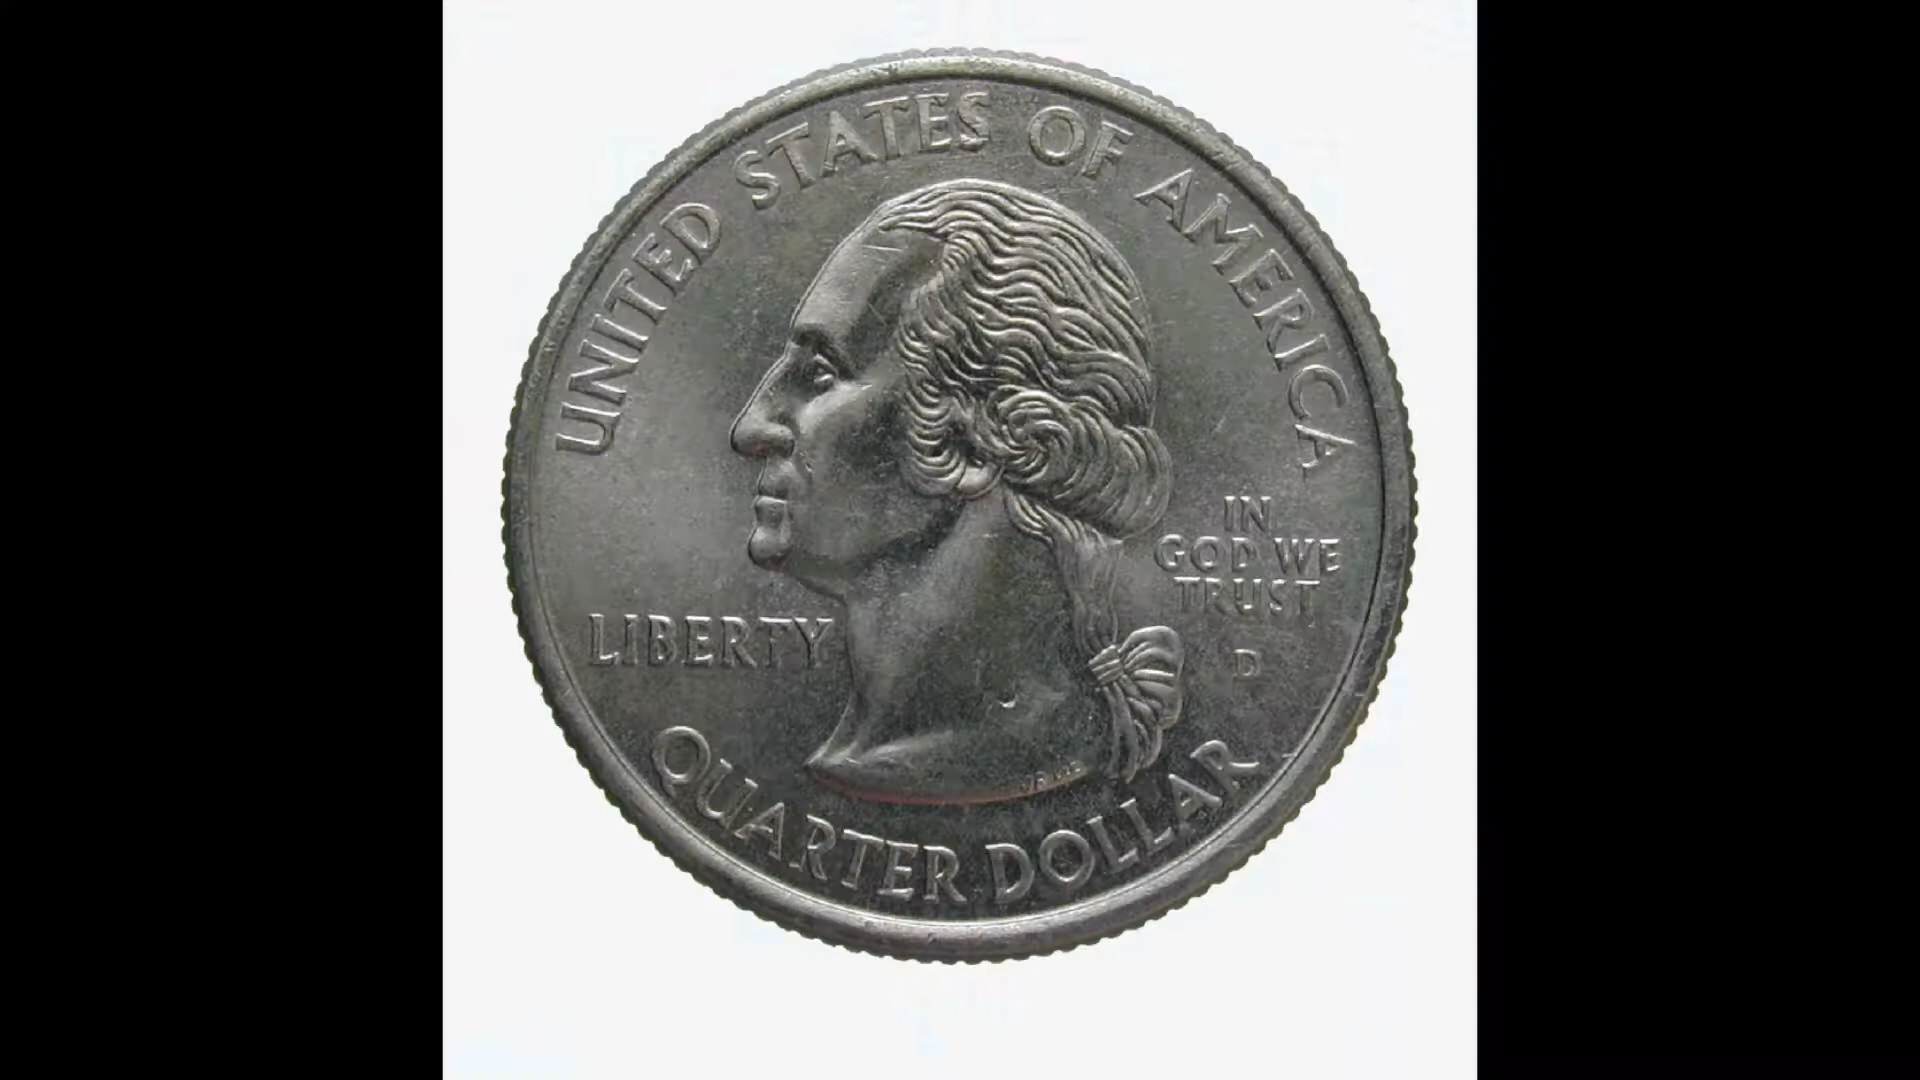 UNITED STATES OF AMERICA
LIBERTY
IN
GOD WE
TRUST
D
QUARTER DOLLAR